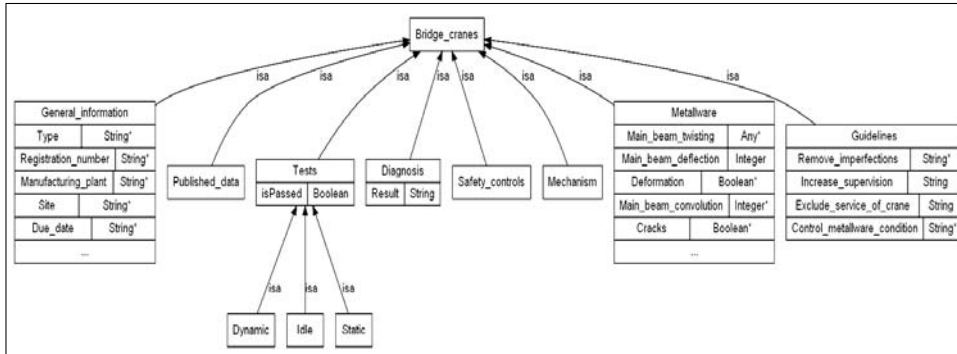 Bridge_cranes
isa isa isa isa isa isa isa isa
General_information
Type String*
Registration_number String*
Manufacturing_plant String*
Site String*
Due_date String*
...
Published_data
Tests
isPassed Boolean
Diagnosis
Result String
Safety_controls
Mechanism
Metallware
Main_beam_twisting Any*
Main_beam_deflection Integer
Deformation Boolean*
Main_beam_convolution Integer*
Cracks Boolean*
...
Guidelines
Remove_imperfections String*
Increase_supervision String
Exclude_service_of_crane String
Control_metallware_condition String*
isa isa isa
Dynamic Idle Static